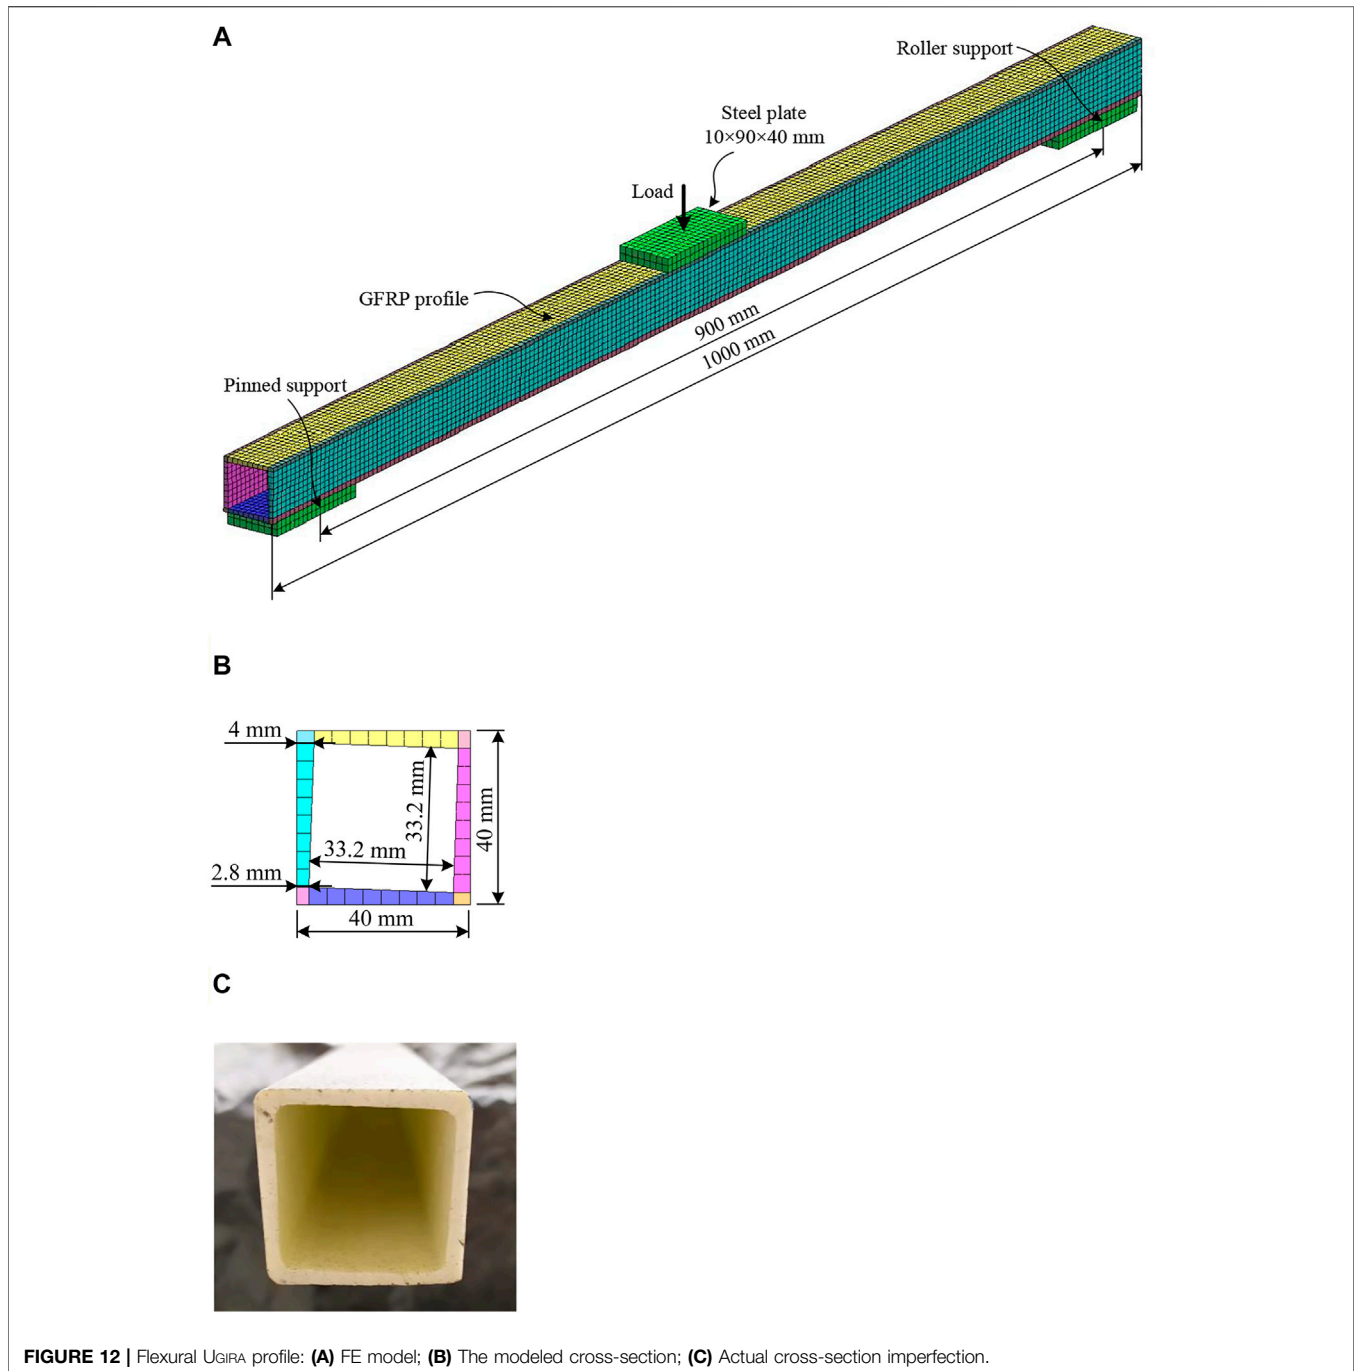 A
Roller support
Steel plate
10×90×40 mm
Load
GFRP profile
900 mm
1000 mm
Pinned support
B
4 mm
33.2 mm
40 mm
33.2 mm
2.8 mm
40 mm
C
FIGURE 12 | Flexural UGIRA profile: (A) FE model; (B) The modeled cross-section; (C) Actual cross-section imperfection.